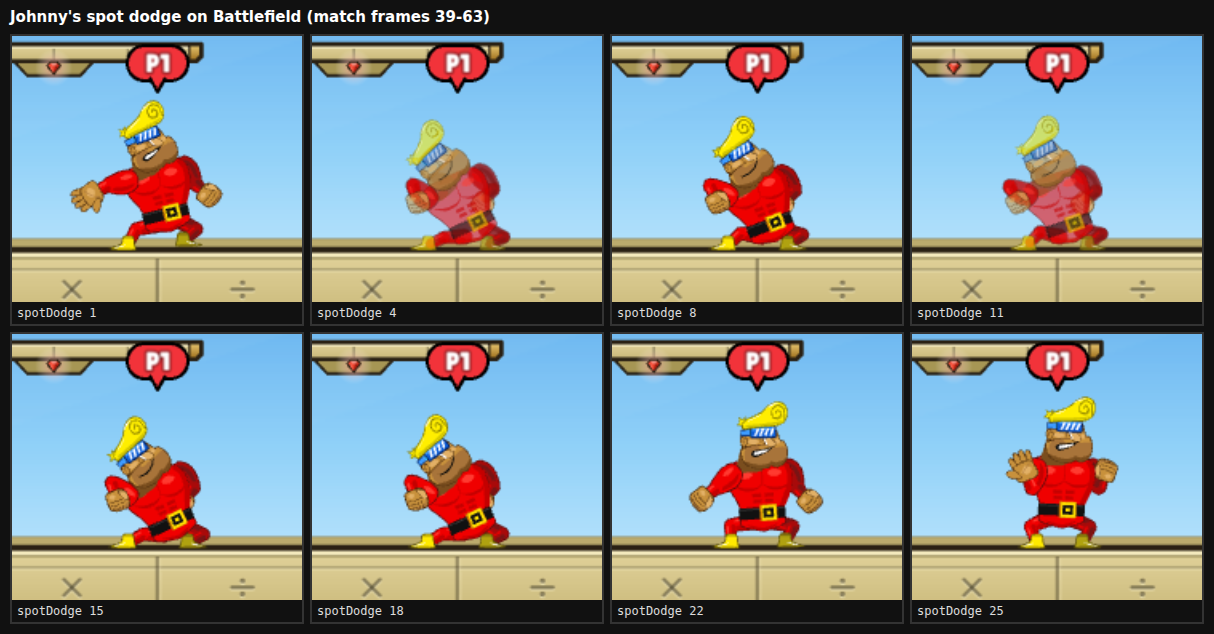 Johnny's spot dodge on Battlefield (match frames 39-63)
P1 P1 P1 P1
× ÷ × ÷ × ÷ × ÷
spotDodge 1 spotDodge 4 spotDodge 8 spotDodge 11
P1 P1 P1 P1
× ÷ × ÷ × ÷ × ÷
spotDodge 15 spotDodge 18 spotDodge 22 spotDodge 25